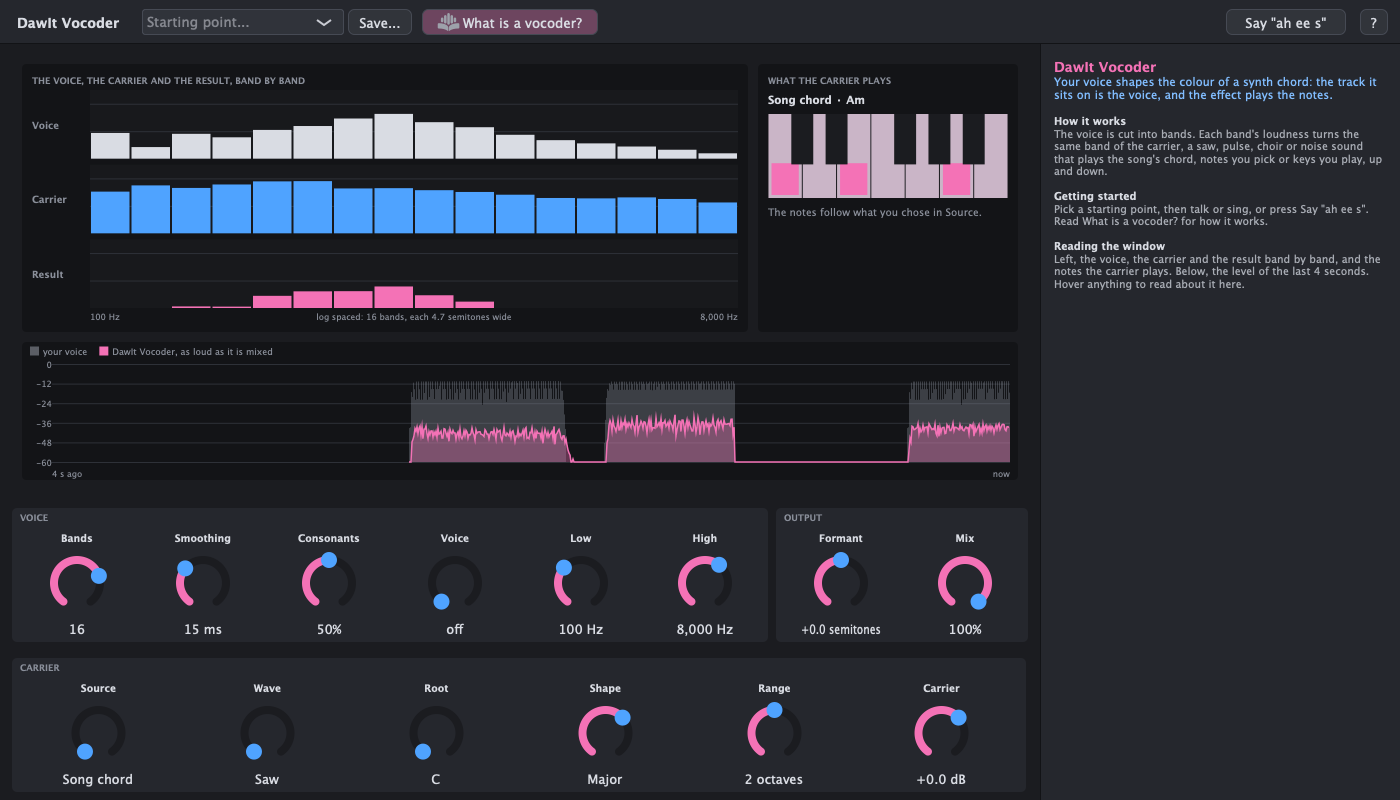 DawIt Vocoder
Starting point...
Save...
What is a vocoder?
Say "ah ee s"
?
THE VOICE, THE CARRIER AND THE RESULT, BAND BY BAND
Voice
Carrier
Result
100 Hz
log spaced: 16 bands, each 4.7 semitones wide
8,000 Hz
WHAT THE CARRIER PLAYS
Song chord · Am
The notes follow what you chose in Source.
your voice
DawIt Vocoder, as loud as it is mixed
0
−12
−24
−36
−48
−60
4 s ago
now
VOICE
Bands
Smoothing
Consonants
Voice
Low
High
16
15 ms
50%
off
100 Hz
8,000 Hz
OUTPUT
Formant
Mix
+0.0 semitones
100%
CARRIER
Source
Wave
Root
Shape
Range
Carrier
Song chord
Saw
C
Major
2 octaves
+0.0 dB
DawIt Vocoder
Your voice shapes the colour of a synth chord: the track it
sits on is the voice, and the effect plays the notes.
How it works
The voice is cut into bands. Each band's loudness turns the
same band of the carrier, a saw, pulse, choir or noise sound
that plays the song's chord, notes you pick or keys you play, up
and down.
Getting started
Pick a starting point, then talk or sing, or press Say "ah ee s".
Read What is a vocoder? for how it works.
Reading the window
Left, the voice, the carrier and the result band by band, and the
notes the carrier plays. Below, the level of the last 4 seconds.
Hover anything to read about it here.